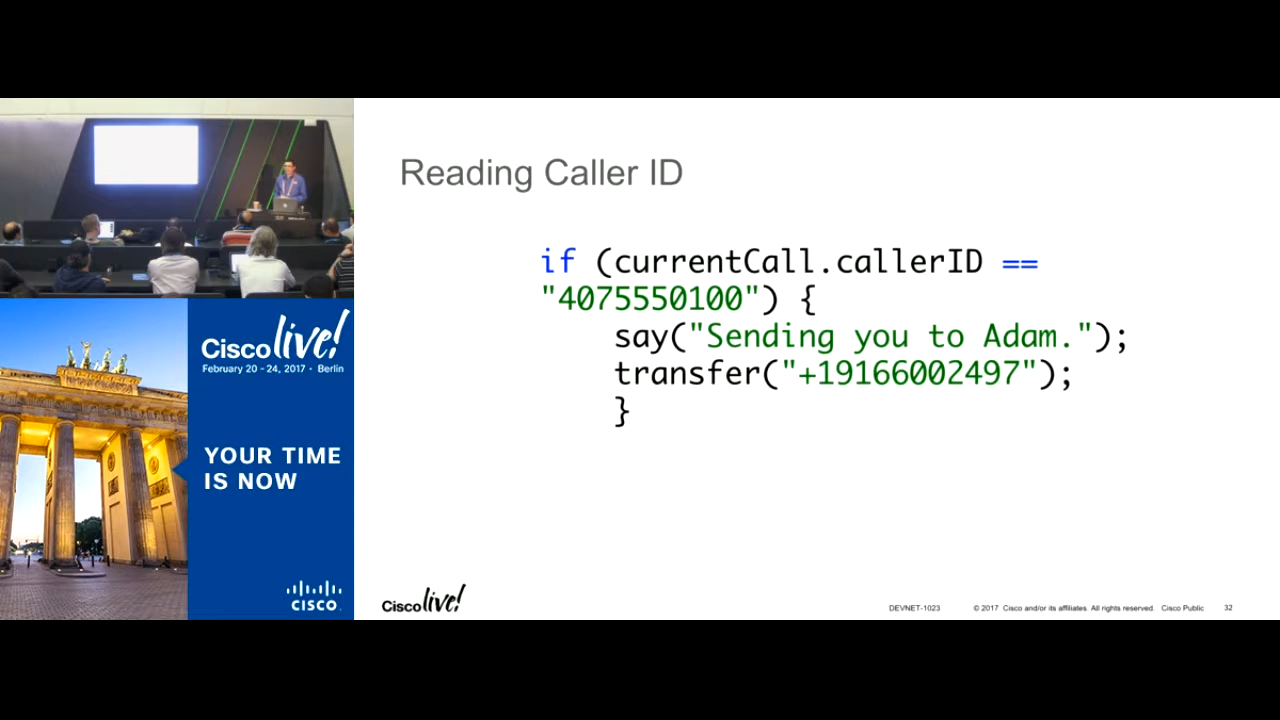 Reading Caller ID
if (currentCall.callerID ==
"4075550100") {
say("Sending you to Adam.");
transfer("+19166002497");
}
Cisco live!
February 20 - 24, 2017 • Berlin
YOUR TIME
IS NOW
CISCO
Cisco live!
DEVNET-1023
© 2017 Cisco and/or its affiliates. All rights reserved. Cisco Public
32